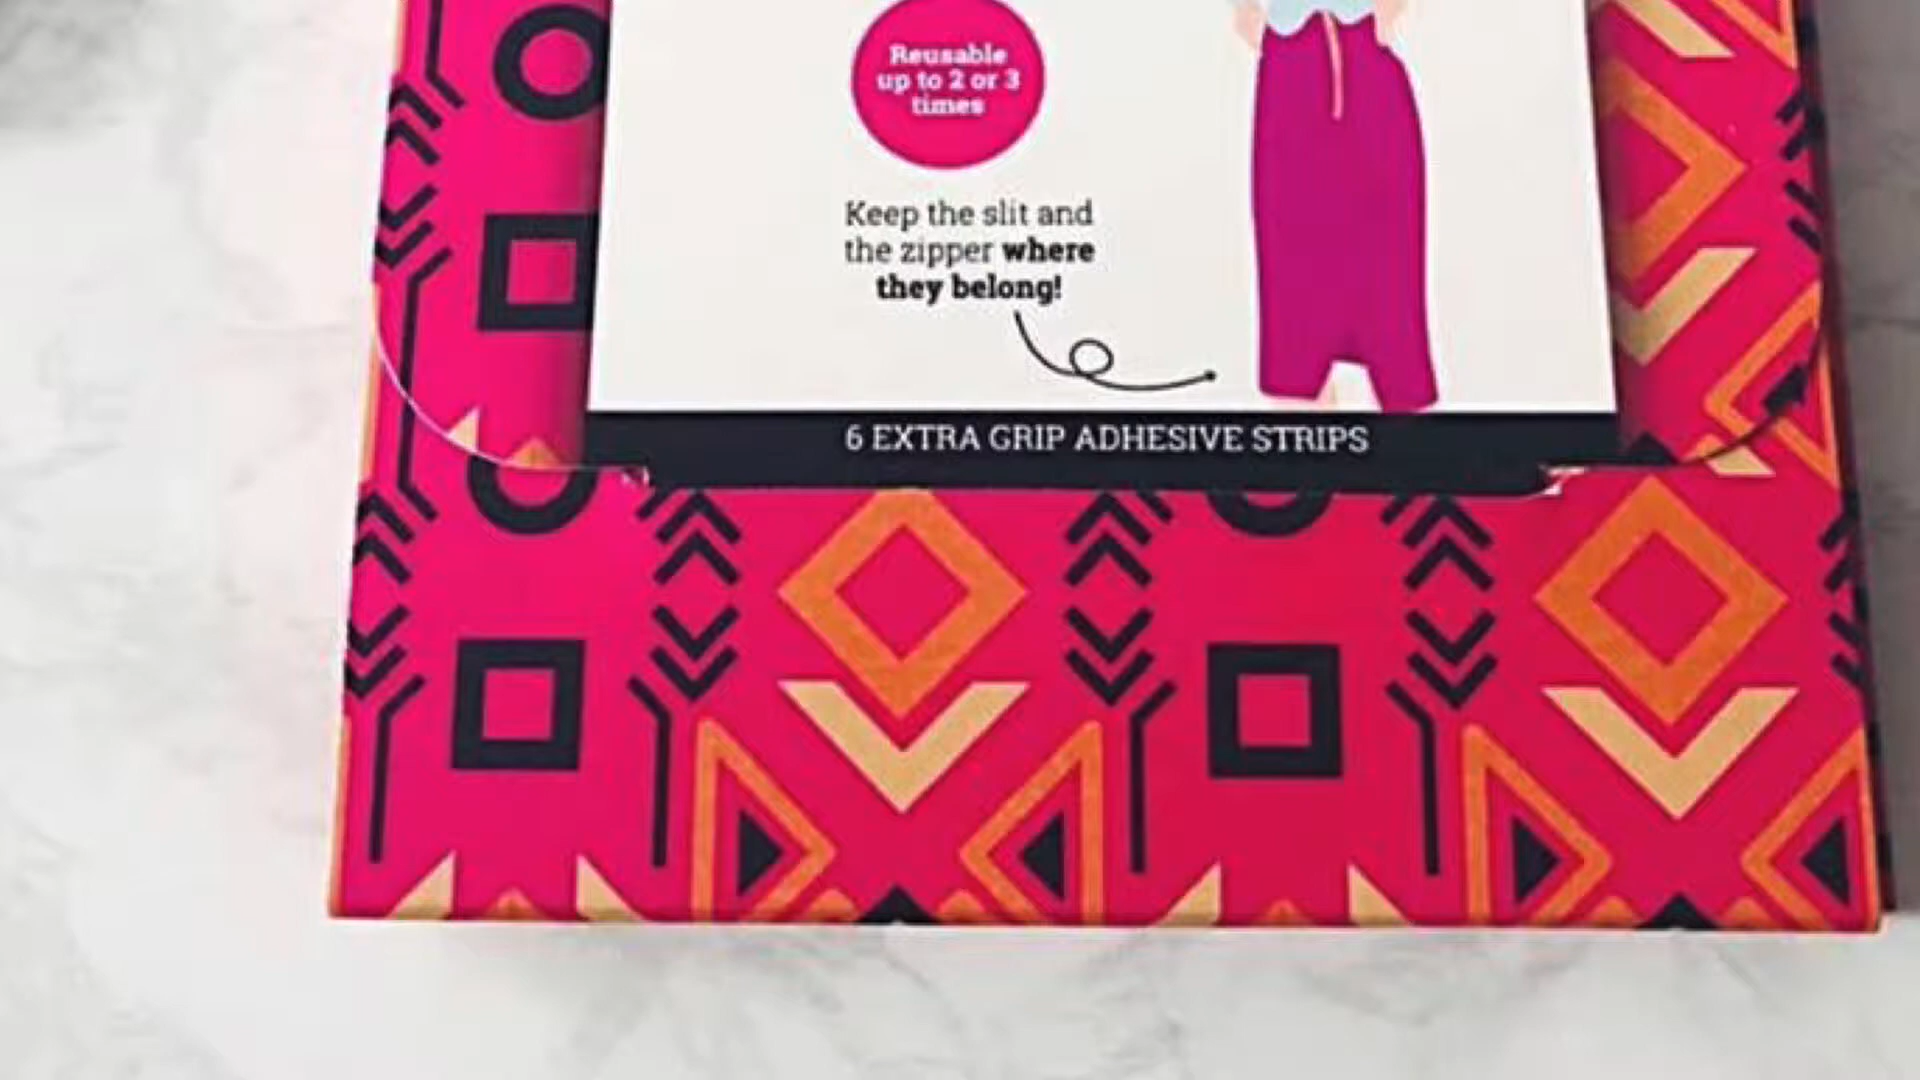 Reusable
up to 2 or 3
times
Keep the slit and
the zipper where
they belong!
6 EXTRA GRIP ADHESIVE STRIPS